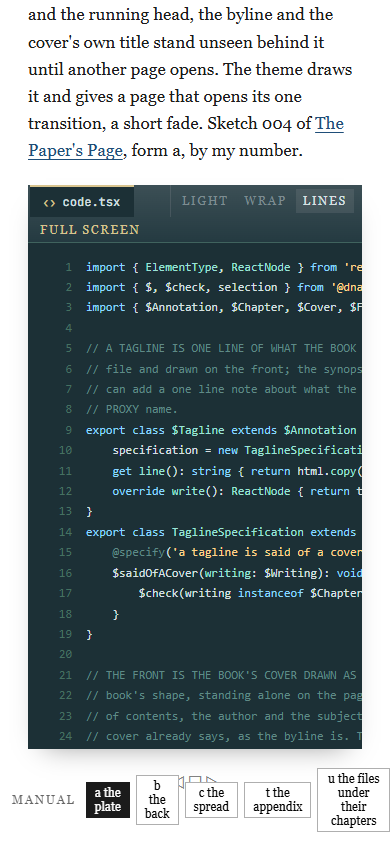 and the running head, the byline and the
cover's own title stand unseen behind it
until another page opens. The theme draws
it and gives a page that opens its one
transition, a short fade. Sketch 004 of The
Paper's Page, form a, by my number.
<> code.tsx
LIGHT WRAP LINES
FULL SCREEN
1 import { ElementType, ReactNode } from 're
2 import { $, $check, selection } from '@dna
3 import { $Annotation, $Chapter, $Cover, $F
4
5 // A TAGLINE IS ONE LINE OF WHAT THE BOOK
6 // file and drawn on the front; the synops
7 // can add a one line note about what the
8 // PROXY name.
9 export class $Tagline extends $Annotation
10 specification = new TaglineSpecificati
11 get line(): string { return html.copy(
12 override write(): ReactNode { return t
13 }
14 export class TaglineSpecification extends
15 @specify('a tagline is said of a cover
16 $saidOfACover(writing: $Writing): void
17 $check(writing instanceof $Chapter
18 }
19 }
20
21 // THE FRONT IS THE BOOK'S COVER DRAWN AS
22 // book's shape, standing alone on the pag
23 // of contents, the author and the subject
24 // cover already says, as the byline is. T
MANUAL
a the plate
b the back
c the spread
t the appendix
u the files under their chapters